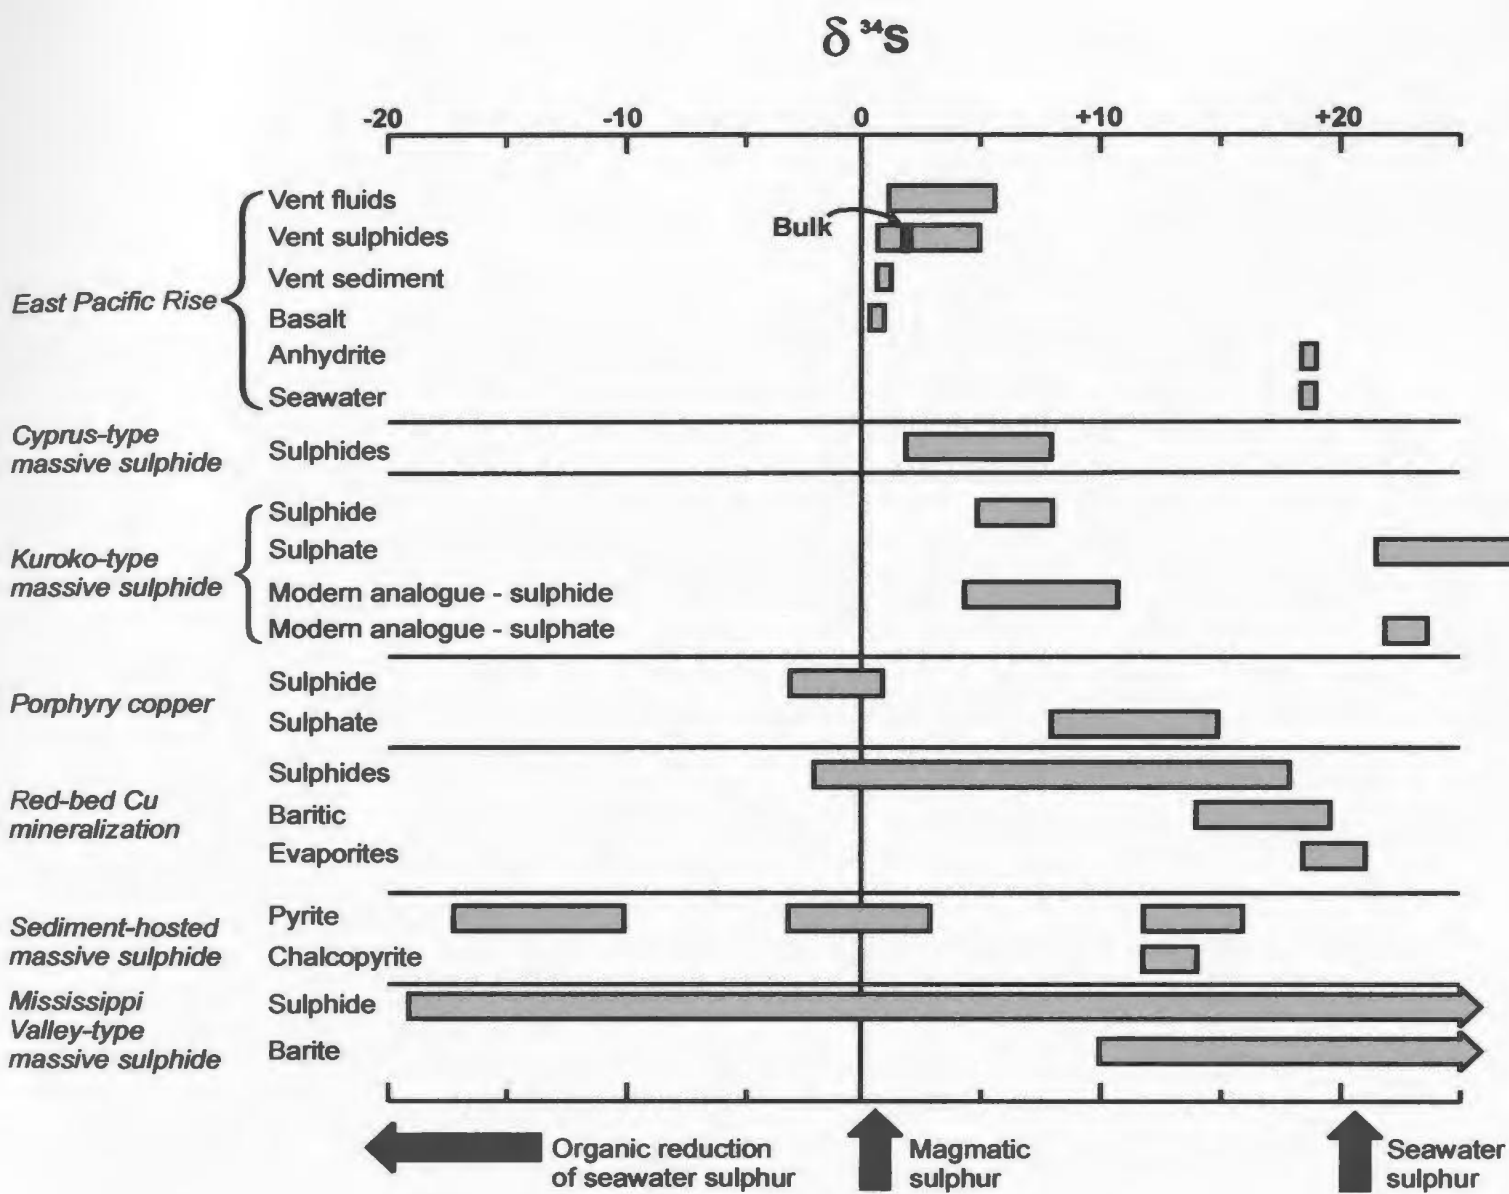 δ ³⁴S
-20 -10 0 +10 +20
East Pacific Rise
Vent fluids
Bulk
Vent sulphides
Vent sediment
Basalt
Anhydrite
Seawater
Cyprus-type
massive sulphide
Sulphides
Kuroko-type
massive sulphide
Sulphide
Sulphate
Modern analogue - sulphide
Modern analogue - sulphate
Porphyry copper
Sulphide
Sulphate
Red-bed Cu
mineralization
Sulphides
Baritic
Evaporites
Sediment-hosted
massive sulphide
Pyrite
Chalcopyrite
Mississippi
Valley-type
massive sulphide
Sulphide
Barite
Organic reduction
of seawater sulphur
Magmatic
sulphur
Seawater
sulphur